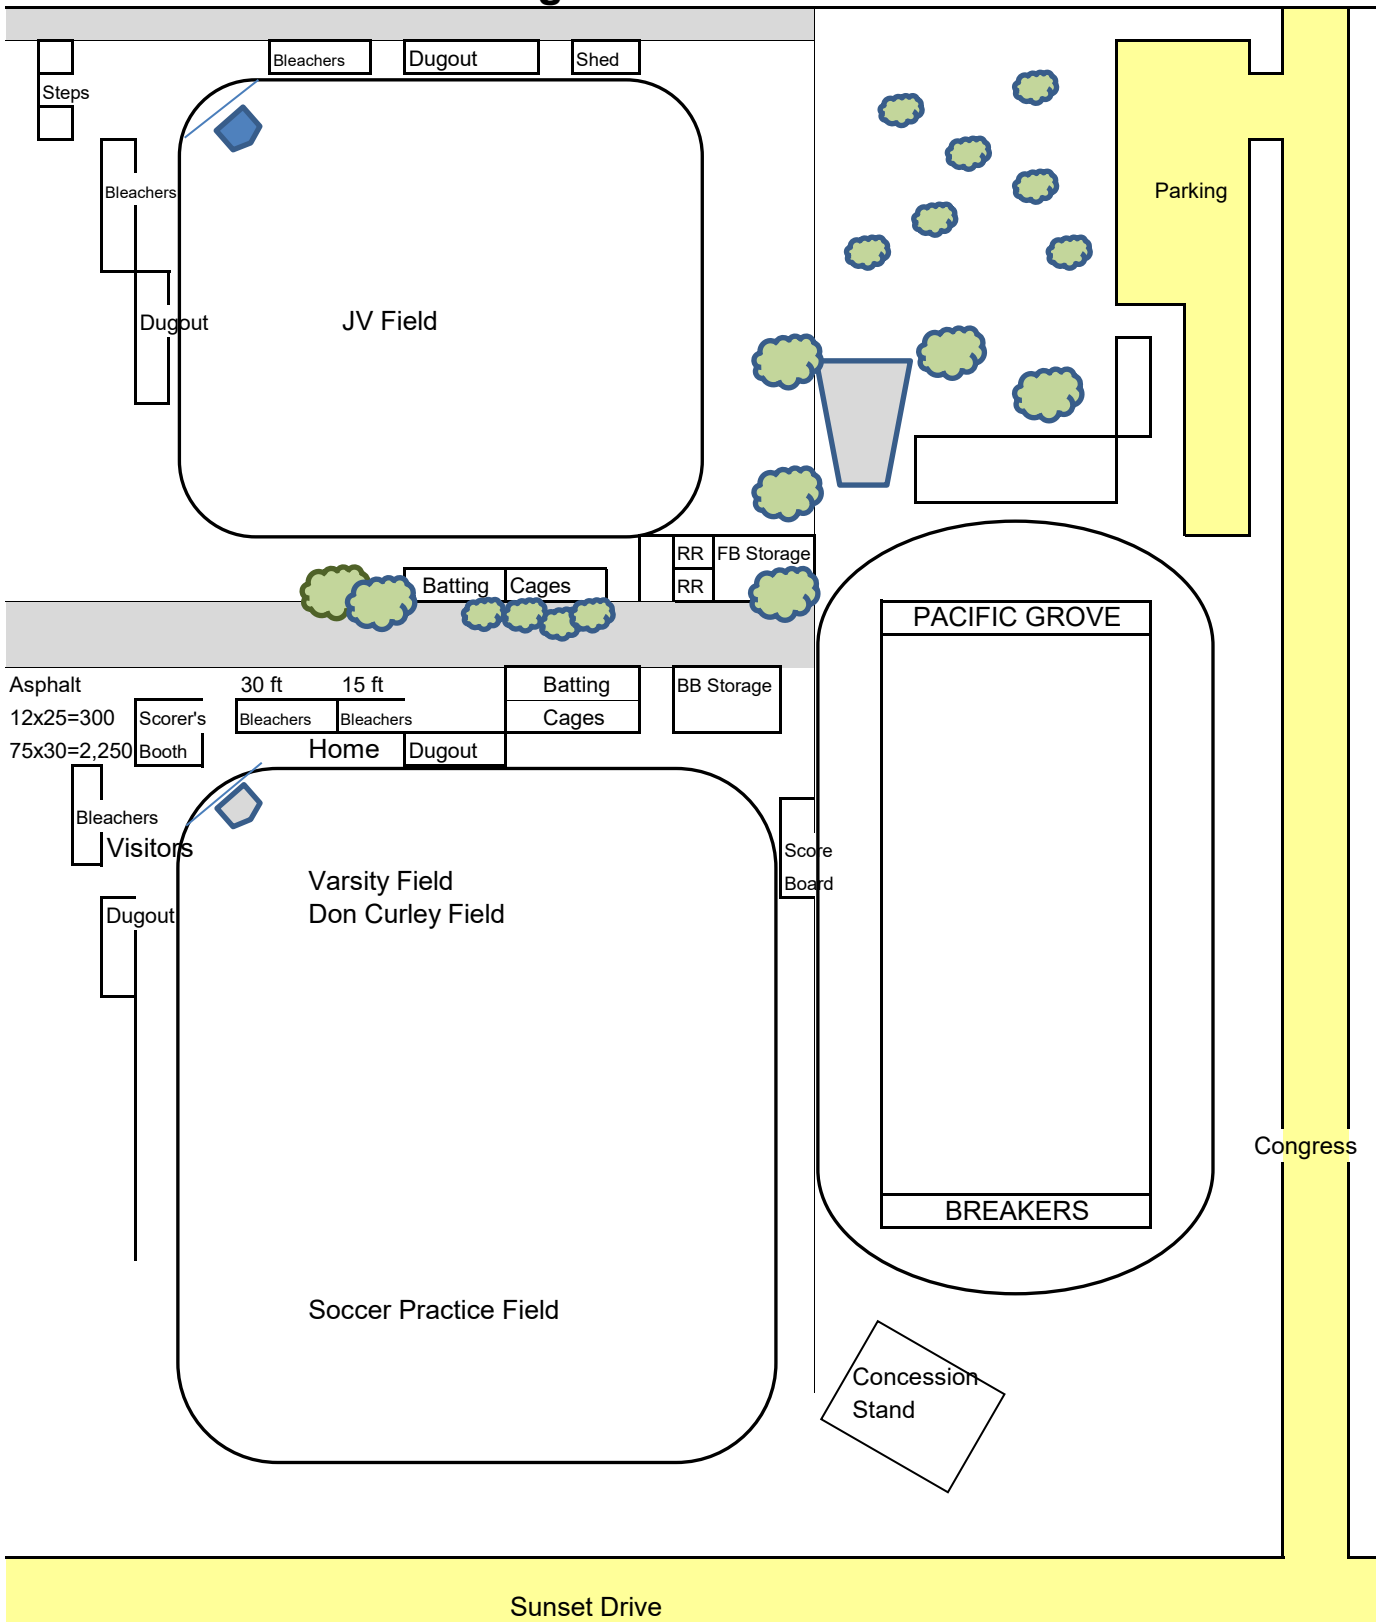 Bleachers
Dugout
Shed
Steps
Bleachers
Parking
Dugout
JV Field
RR
FB Storage
Batting
Cages
RR
PACIFIC GROVE
Asphalt
30 ft
15 ft
Batting
BB Storage
12x25=300
Scorer's
Bleachers
Bleachers
Cages
75x30=2,250
Booth
Home
Dugout
Bleachers
Visitors
Score
Board
Varsity Field
Don Curley Field
Dugout
Congress
BREAKERS
Soccer Practice Field
Concession
Stand
Sunset Drive